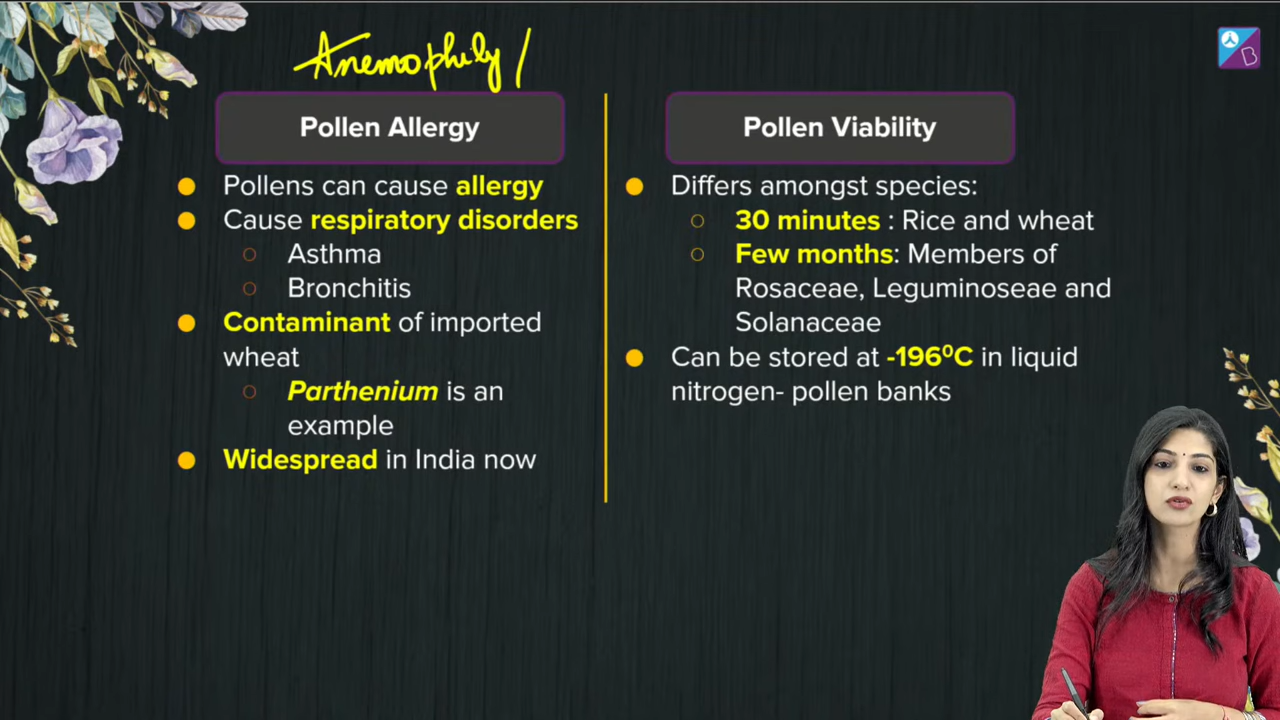 Anemophily /
Pollen Allergy
Pollens can cause allergy
Cause respiratory disorders
Asthma
Bronchitis
Contaminant of imported
wheat
Parthenium is an
example
Widespread in India now
Pollen Viability
Differs amongst species:
30 minutes : Rice and wheat
Few months: Members of
Rosaceae, Leguminoseae and
Solanaceae
Can be stored at -196⁰C in liquid
nitrogen- pollen banks
B